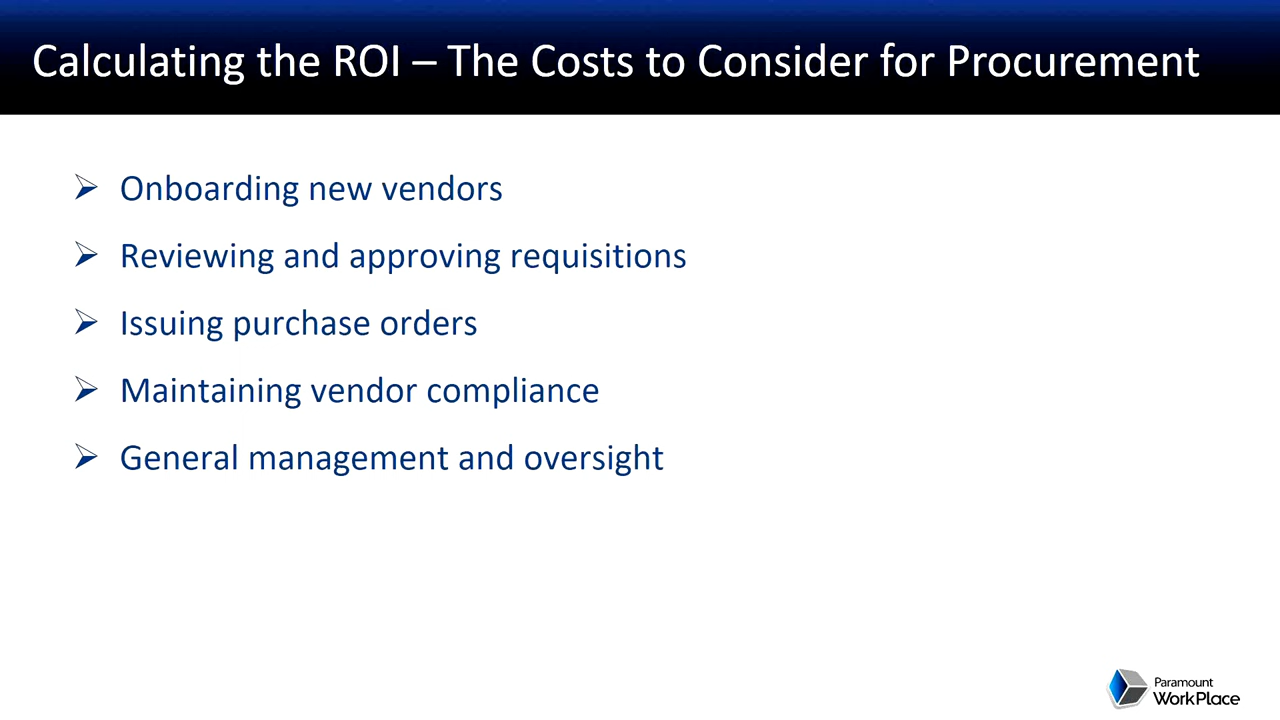 Calculating the ROI – The Costs to Consider for Procurement
Onboarding new vendors
Reviewing and approving requisitions
Issuing purchase orders
Maintaining vendor compliance
General management and oversight
Paramount
WorkPlace